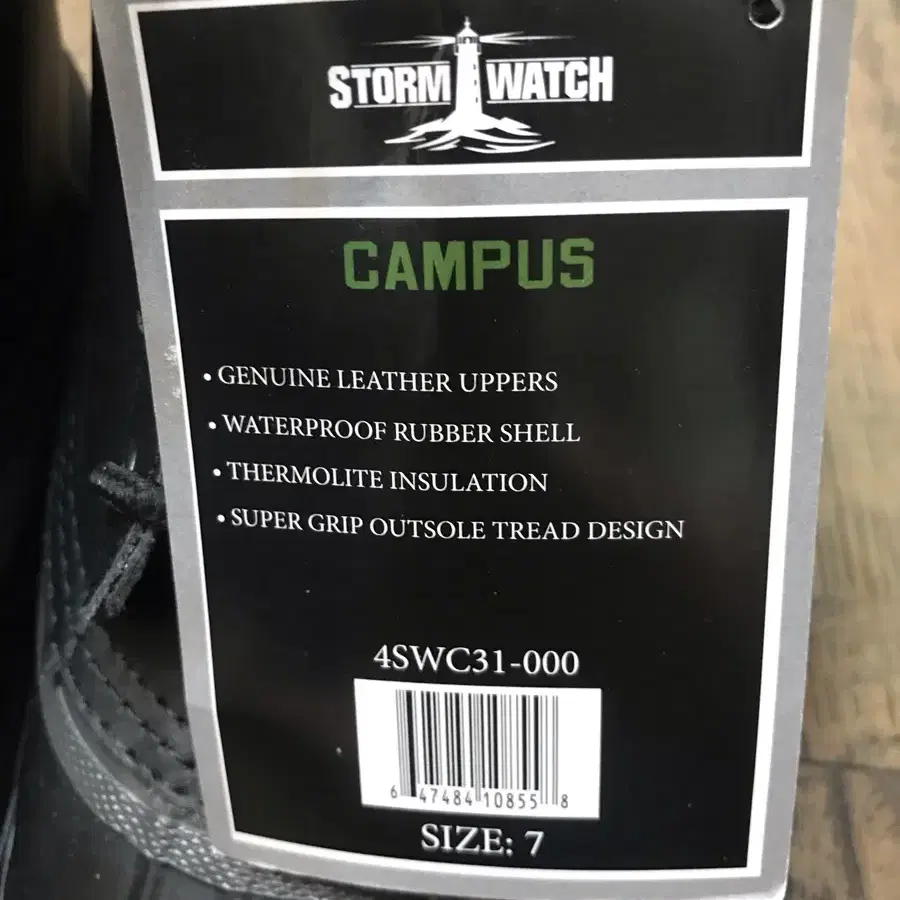 STORM WATCH
CAMPUS
• GENUINE LEATHER UPPERS
• WATERPROOF RUBBER SHELL
• THERMOLITE INSULATION
• SUPER GRIP OUTSOLE TREAD DESIGN
4SWC31-000
6 47484 10855 8
SIZE: 7